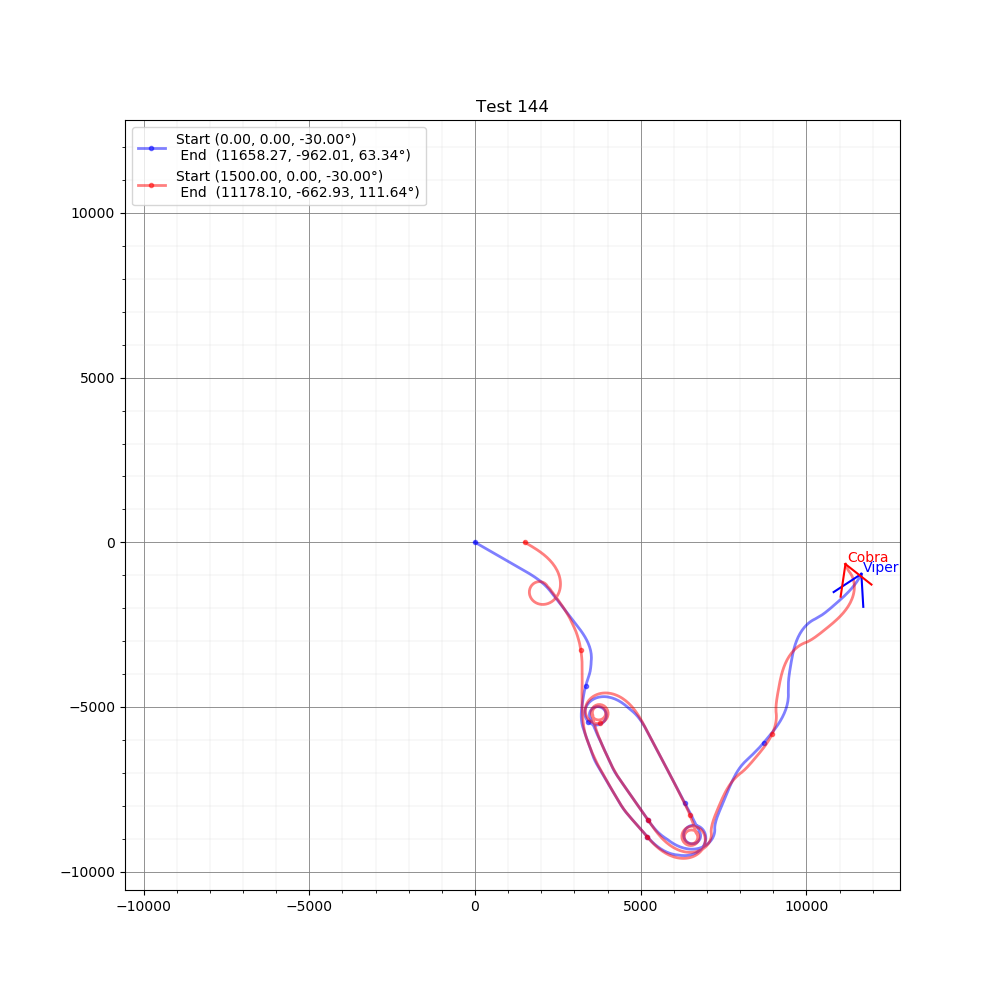 Test 144
Start (0.00, 0.00, -30.00°)
End (11658.27, -962.01, 63.34°)
Start (1500.00, 0.00, -30.00°)
End (11178.10, -662.93, 111.64°)
10000
5000
0
−5000
−10000
Cobra
Viper
−10000
−5000
0
5000
10000